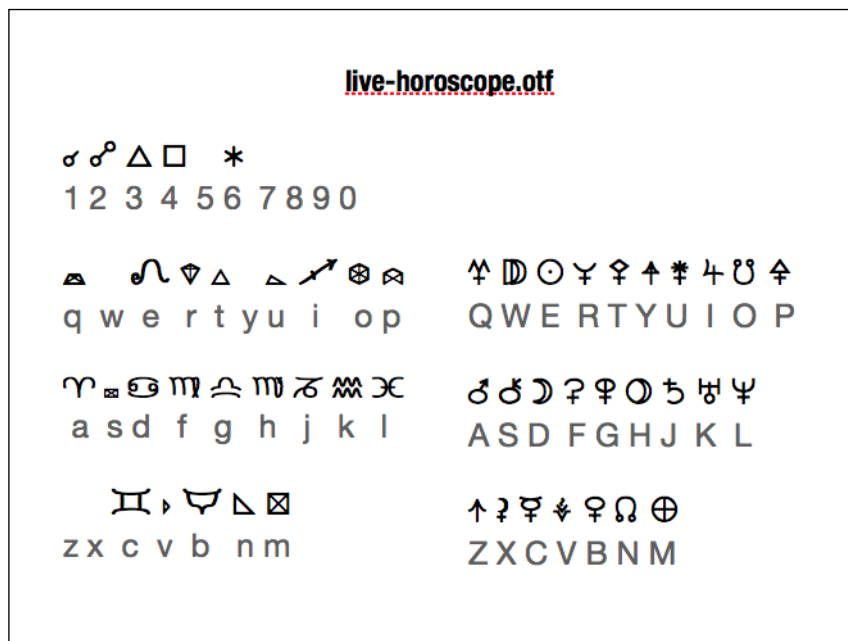 live-horoscope.otf
1 2 3 4 5 6 7 8 9 0
q w e r t y u i o p
Q W E R T Y U I O P
a s d f g h j k l
A S D F G H J K L
z x c v b n m
Z X C V B N M